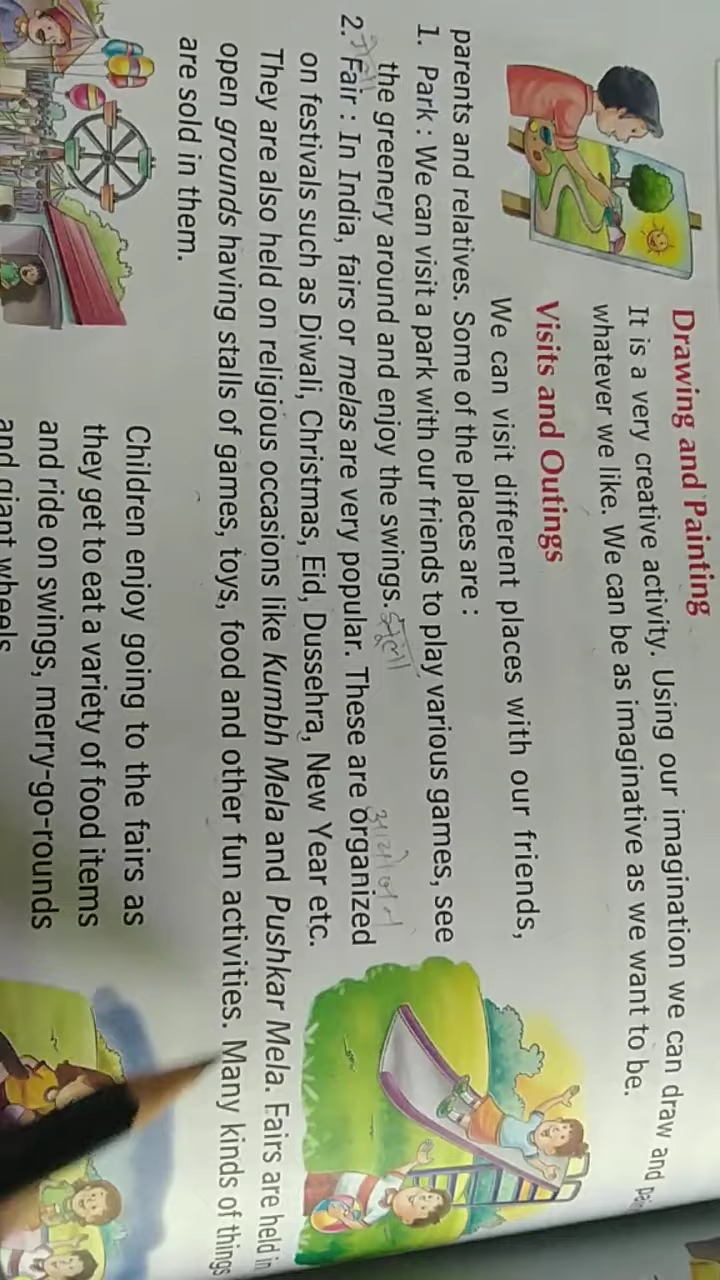 Drawing and Painting
It is a very creative activity. Using our imagination we can draw and
whatever we like. We can be as imaginative as we want to be.
Visits and Outings
We can visit different places with our friends,
parents and relatives. Some of the places are :
1. Park : We can visit a park with our friends to play various games, see
the greenery around and enjoy the swings. झूला
मेला
2. Fair : In India, fairs or melas are very popular. These are organized
आयोजन
on festivals such as Diwali, Christmas, Eid, Dussehra, New Year etc.
They are also held on religious occasions like Kumbh Mela and Pushkar Mela. Fairs are held in
open grounds having stalls of games, toys, food and other fun activities. Many kinds of things
are sold in them.
Children enjoy going to the fairs as
they get to eat a variety of food items
and ride on swings, merry-go-rounds
and giant wheels